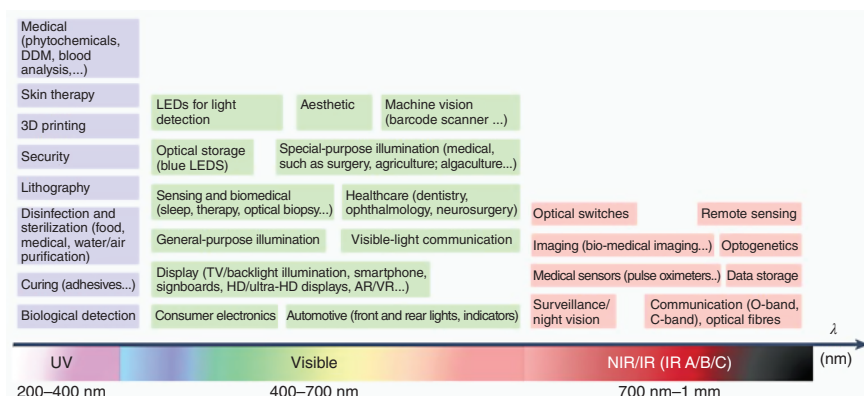 Medical
(phytochemicals,
DDM, blood
analysis,...)
Skin therapy
3D printing
Security
Lithography
Disinfection and
sterilization (food,
medical, water/air
purification)
Curing (adhesives...)
Biological detection
LEDs for light
detection
Aesthetic
Machine vision
(barcode scanner ...)
Optical storage
(blue LEDS)
Special-purpose illumination (medical,
such as surgery, agriculture; algaculture...)
Sensing and biomedical
(sleep, therapy, optical biopsy...)
Healthcare (dentistry,
ophthalmology, neurosurgery)
General-purpose illumination
Visible-light communication
Display (TV/backlight illumination, smartphone,
signboards, HD/ultra-HD displays, AR/VR...)
Consumer electronics
Automotive (front and rear lights, indicators)
Optical switches
Remote sensing
Imaging (bio-medical imaging...)
Optogenetics
Medical sensors (pulse oximeters..)
Data storage
Surveillance/
night vision
Communication (O-band,
C-band), optical fibres
λ
(nm)
UV
Visible
NIR/IR (IR A/B/C)
200–400 nm
400–700 nm
700 nm–1 mm